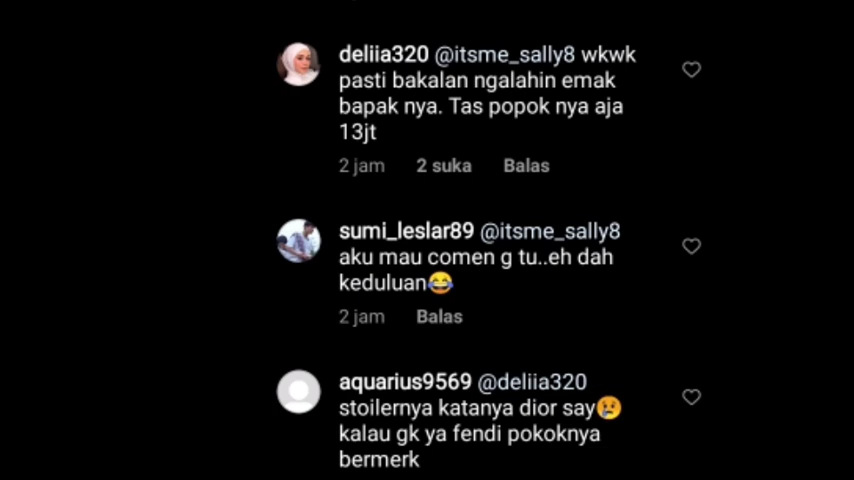 deliia320 @itsme_sally8 wkwk
pasti bakalan ngalahin emak
bapak nya. Tas popok nya aja
13jt
2 jam 2 suka Balas
sumi_leslar89 @itsme_sally8
aku mau comen g tu..eh dah
keduluan😂
2 jam Balas
aquarius9569 @deliia320
stoilernya katanya dior say😢
kalau gk ya fendi pokoknya
bermerk